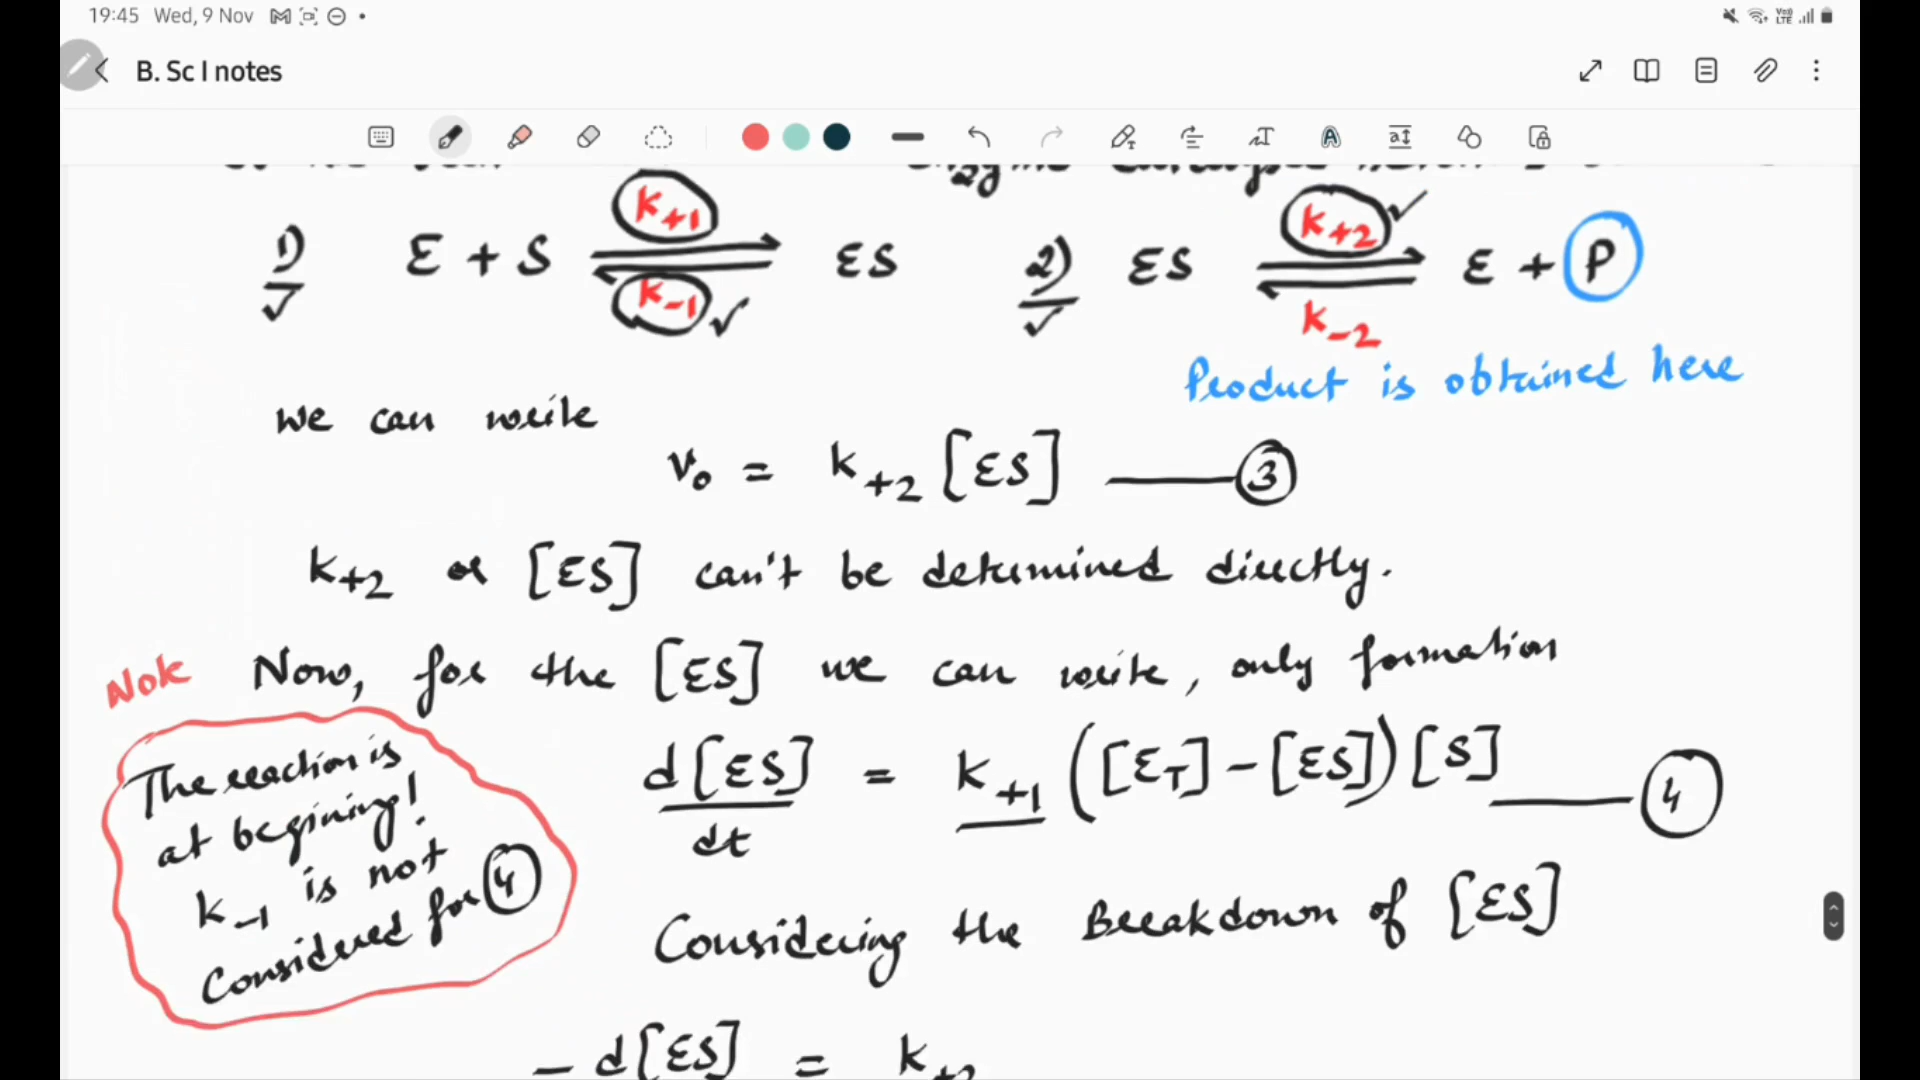 19:45 Wed, 9 Nov
B. Sc I notes
1) E + S k+1 k-1 ES 2) ES k+2 k-2 E + P
Product is obtained here
We can write
v₀ = k+2 [ES] ③
k+2 or [ES] can't be determined directly.
Note
Now, for the [ES] we can write, only formation
d[ES]/dt = k+1 ([ET] - [ES]) [S] ④
The reaction is
at begining!
k-1 is not
Considered for ④
Considering the Breakdown of [ES]
- d[ES] = k+2